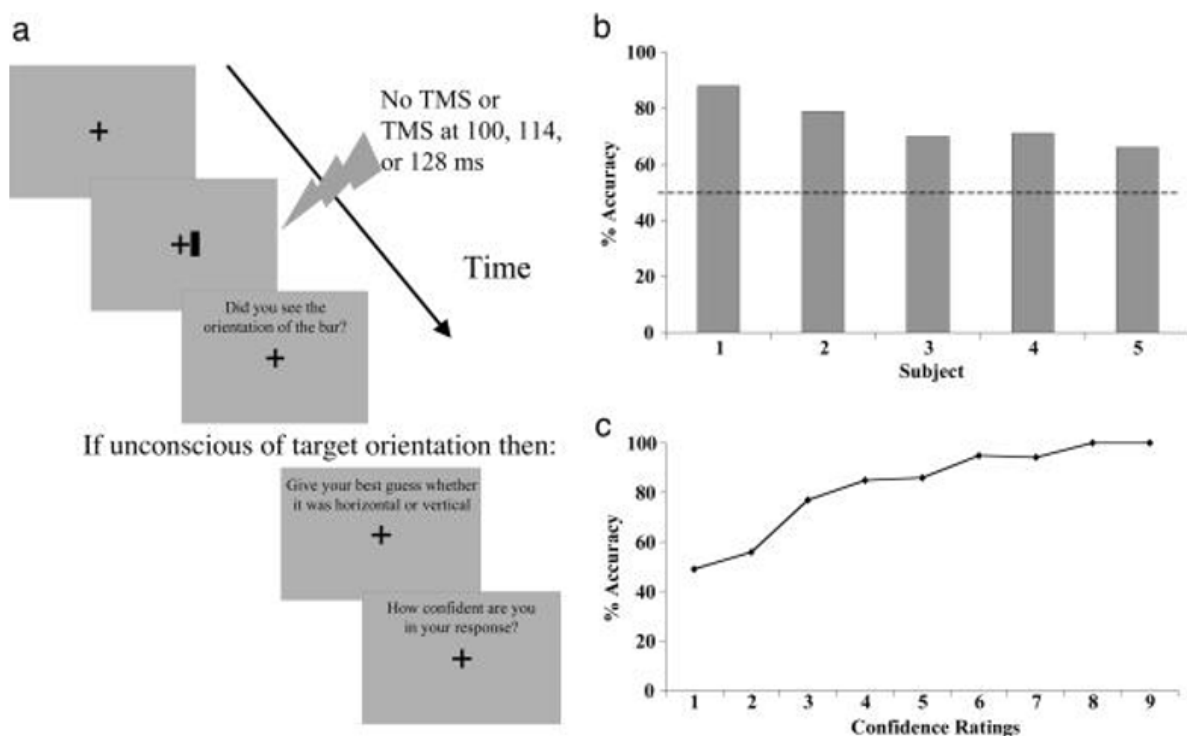 a
No TMS or
TMS at 100, 114,
or 128 ms
Time
Did you see the
orientation of the bar?
If unconscious of target orientation then:
Give your best guess whether
it was horizontal or vertical
How confident are you
in your response?
b
100
80
60
40
20
0
% Accuracy
1 2 3 4 5
Subject
c
100
80
60
40
20
0
% Accuracy
1 2 3 4 5 6 7 8 9
Confidence Ratings